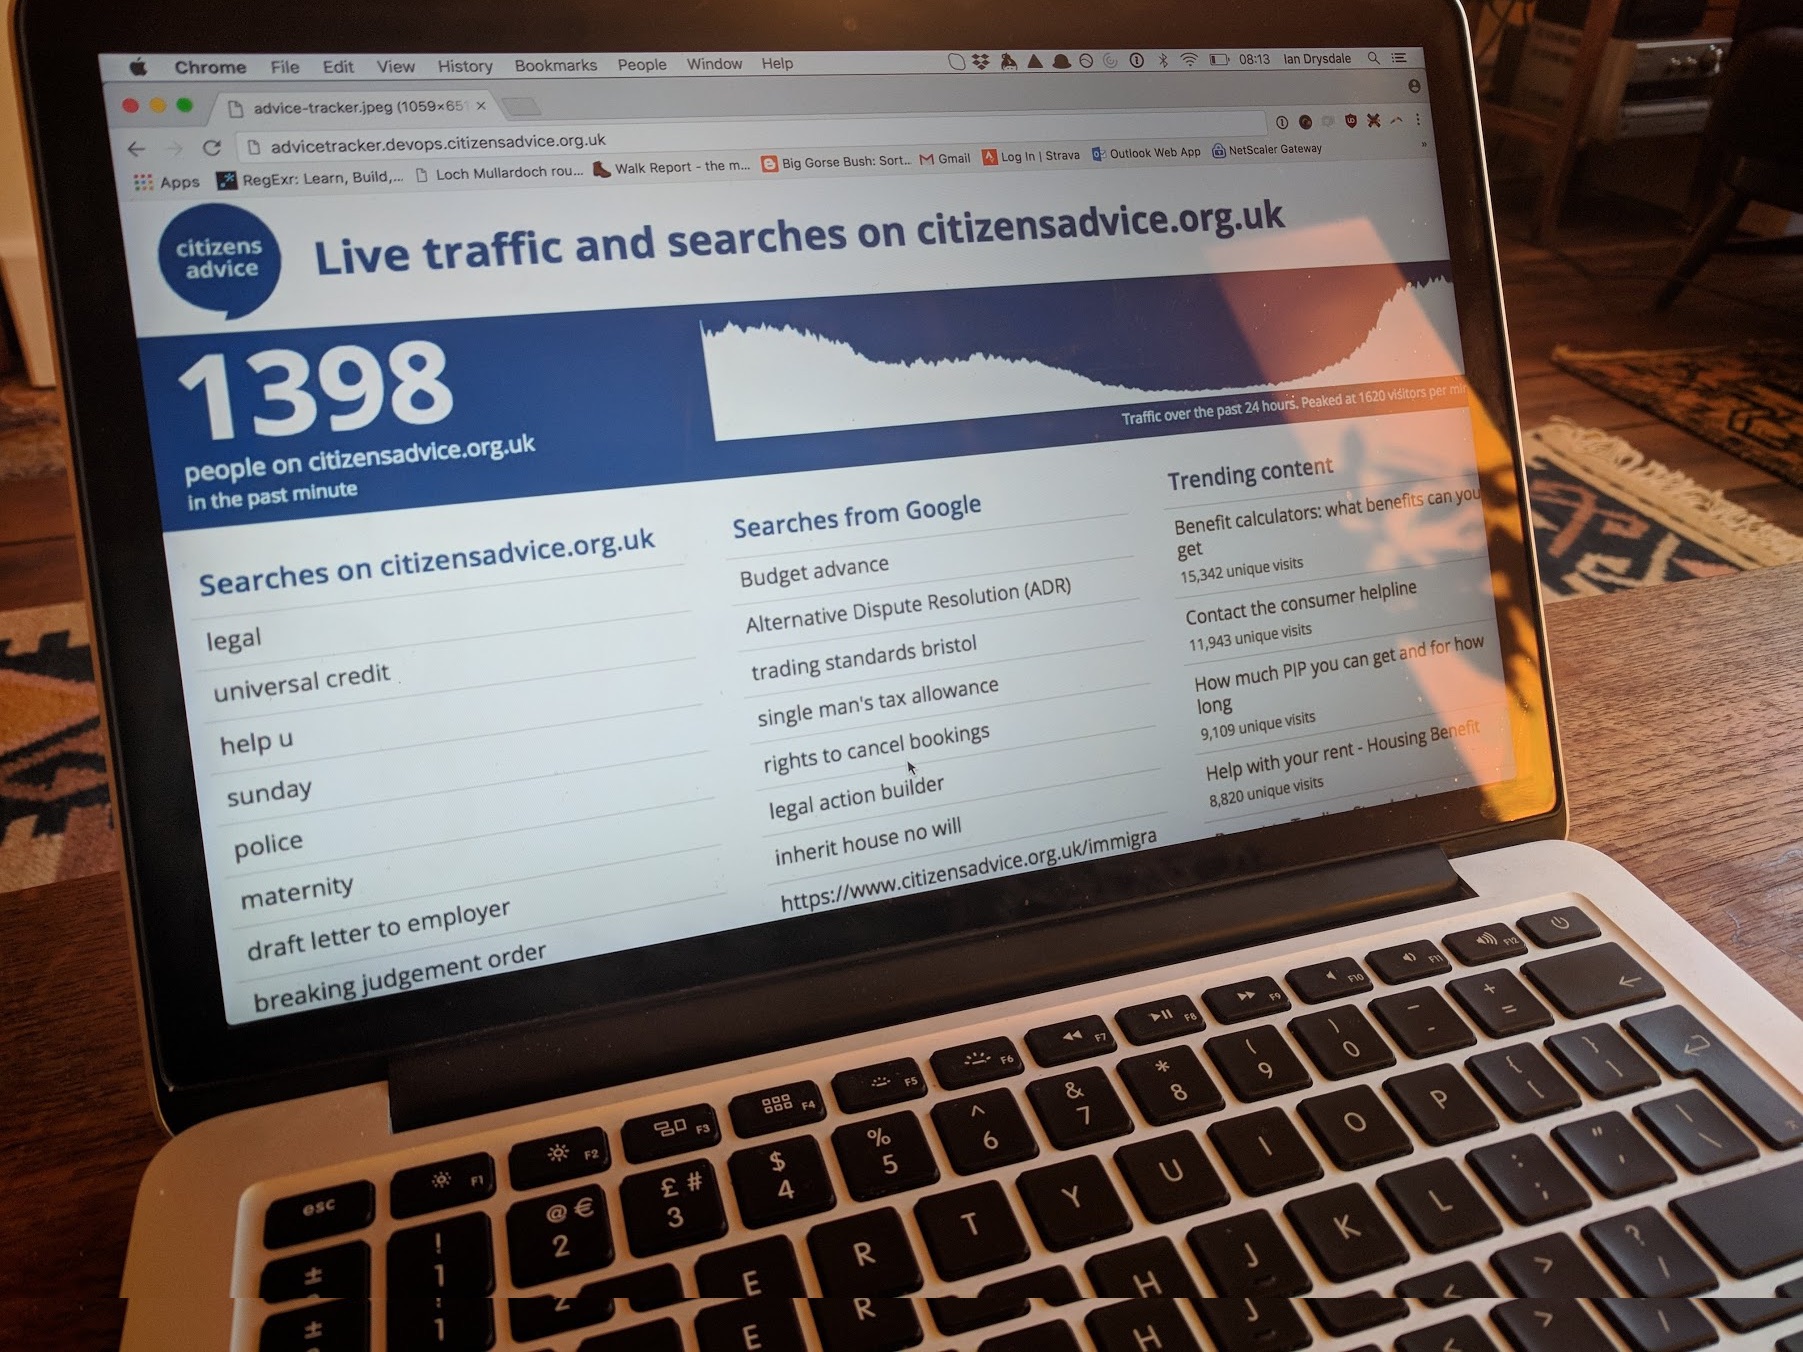 Chrome File Edit View History Bookmarks People Window Help 08:13 Ian Drysdale
advice-tracker.jpeg (1059×651
advicetracker.devops.citizensadvice.org.uk
Apps RegExr: Learn, Build,... Loch Mullardoch rou... Walk Report - the m... Big Gorse Bush: Sort... Gmail Log In | Strava Outlook Web App NetScaler Gateway
citizens
advice
Live traffic and searches on citizensadvice.org.uk
1398
people on citizensadvice.org.uk
in the past minute
Traffic over the past 24 hours. Peaked at 1620 visitors per min
Searches on citizensadvice.org.uk
legal
universal credit
help u
sunday
police
maternity
draft letter to employer
breaking judgement order
Searches from Google
Budget advance
Alternative Dispute Resolution (ADR)
trading standards bristol
single man's tax allowance
rights to cancel bookings
legal action builder
inherit house no will
https://www.citizensadvice.org.uk/immigra
Trending content
Benefit calculators: what benefits can you
get
15,342 unique visits
Contact the consumer helpline
11,943 unique visits
How much PIP you can get and for how
long
9,109 unique visits
Help with your rent - Housing Benefit
8,820 unique visits
esc F1 F2 F3 F4 F5 F6 F7 F8 F9 F10 F11 F12
± ! 1 @ € 2 £ # 3 $ 4 % 5 ^ 6 & 7 * 8 ( 9 ) 0 _ - + =
E R T Y U I O P { [ } ]
H J K L : ; " ' | \
< > ? /
± 1 2 E R H J < > /